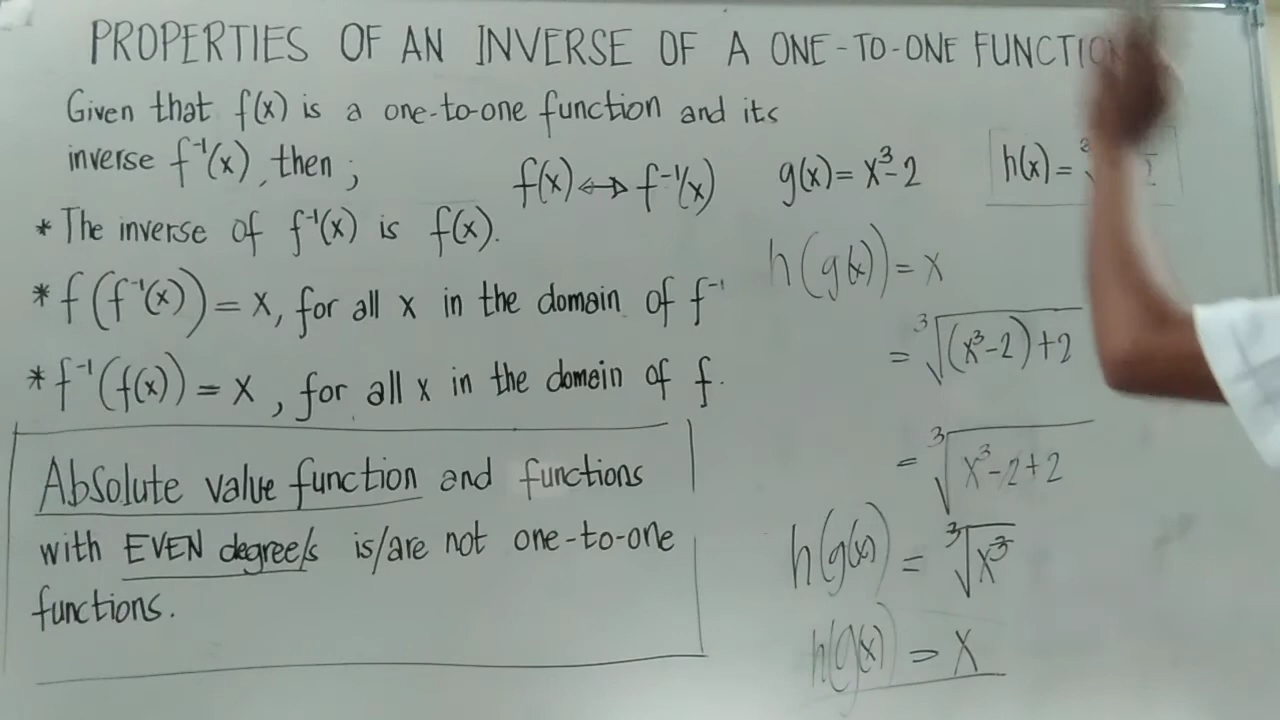 PROPERTIES OF AN INVERSE OF A ONE-TO-ONE
Given that f(x) is a one-to-one function and its
inverse f⁻¹(x), then ;
f(x) ↔ f⁻¹(x)
* The inverse of f⁻¹(x) is f(x).
* f(f⁻¹(x)) = x, for all x in the domain of f⁻¹
* f⁻¹(f(x)) = x, for all x in the domain of f.
Absolute value function and functions
with EVEN degree/s is/are not one-to-one
functions.
g(x) = x³-2
h(x) =
h(g(x)) = x
= ∛((x³-2)+2)
= ∛(x³-2+2)
h(g(x)) = ∛(x³)
h(g(x)) = x